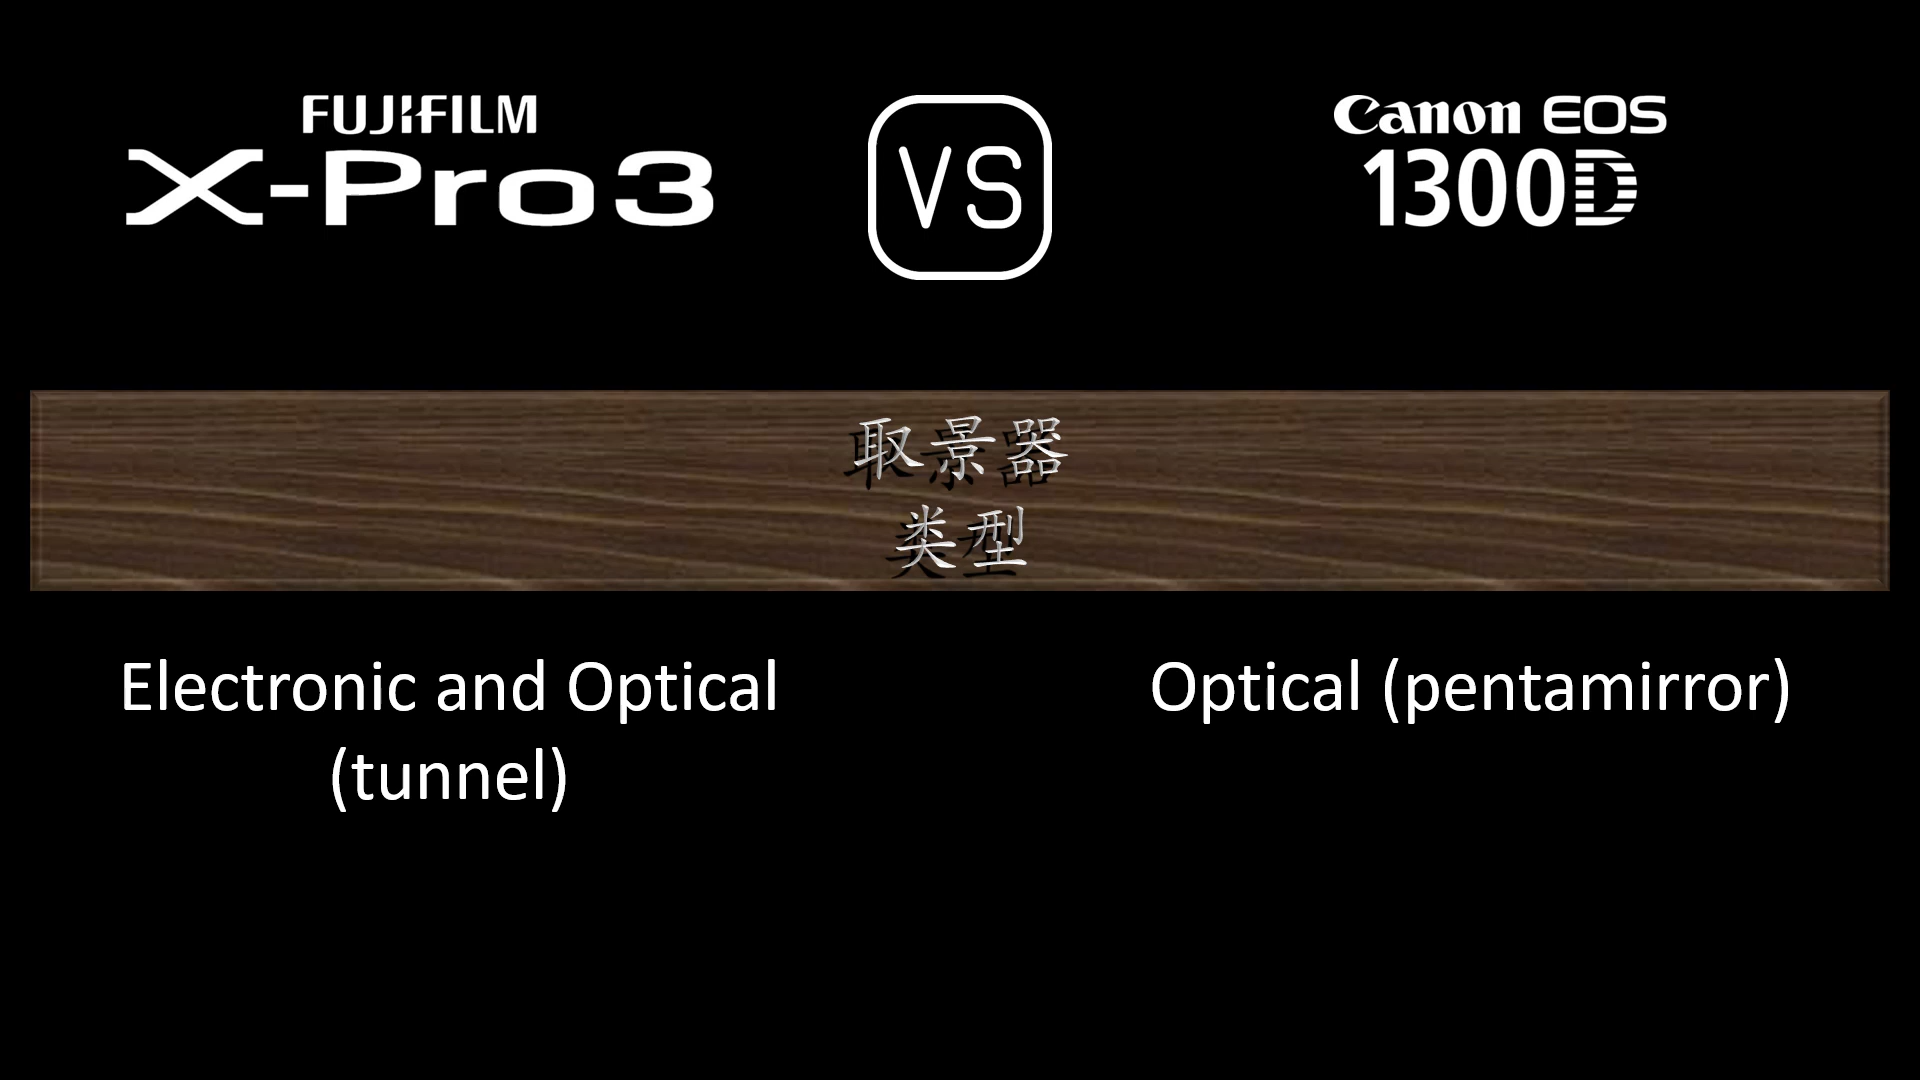 FUJIFILM
X-Pro3
VS
Canon EOS
1300D
取景器
类型
Electronic and Optical
(tunnel)
Optical (pentamirror)